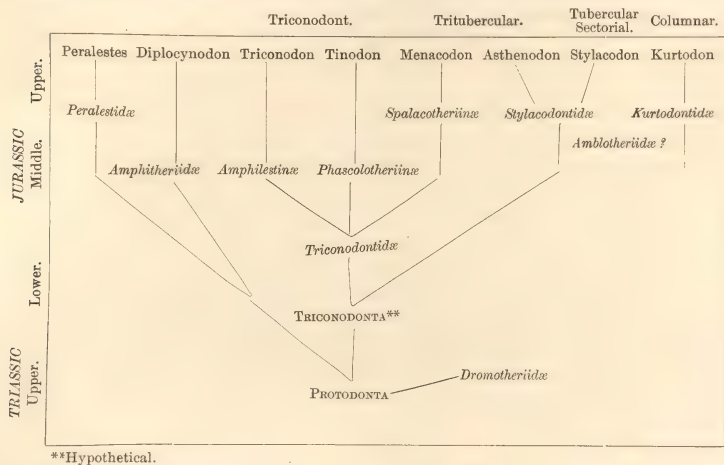 Triconodont. Tritubercular. Tubercular Sectorial. Columnar.
Peralestes Diplocynodon Triconodon Tinodon Menacodon Asthenodon Stylacodon Kurtodon
Upper.
Peralestidæ Spalacotheriinæ Stylacodontidæ Kurtodontidæ
Amblotheriidæ ?
JURASSIC
Middle.
Amphitheriidæ Amphilestinæ Phascolotheriinæ
Triconodontidæ
Lower.
TRICONODONTA**
TRIASSIC
Upper.
Dromotheriidæ
PROTODONTA
**Hypothetical.